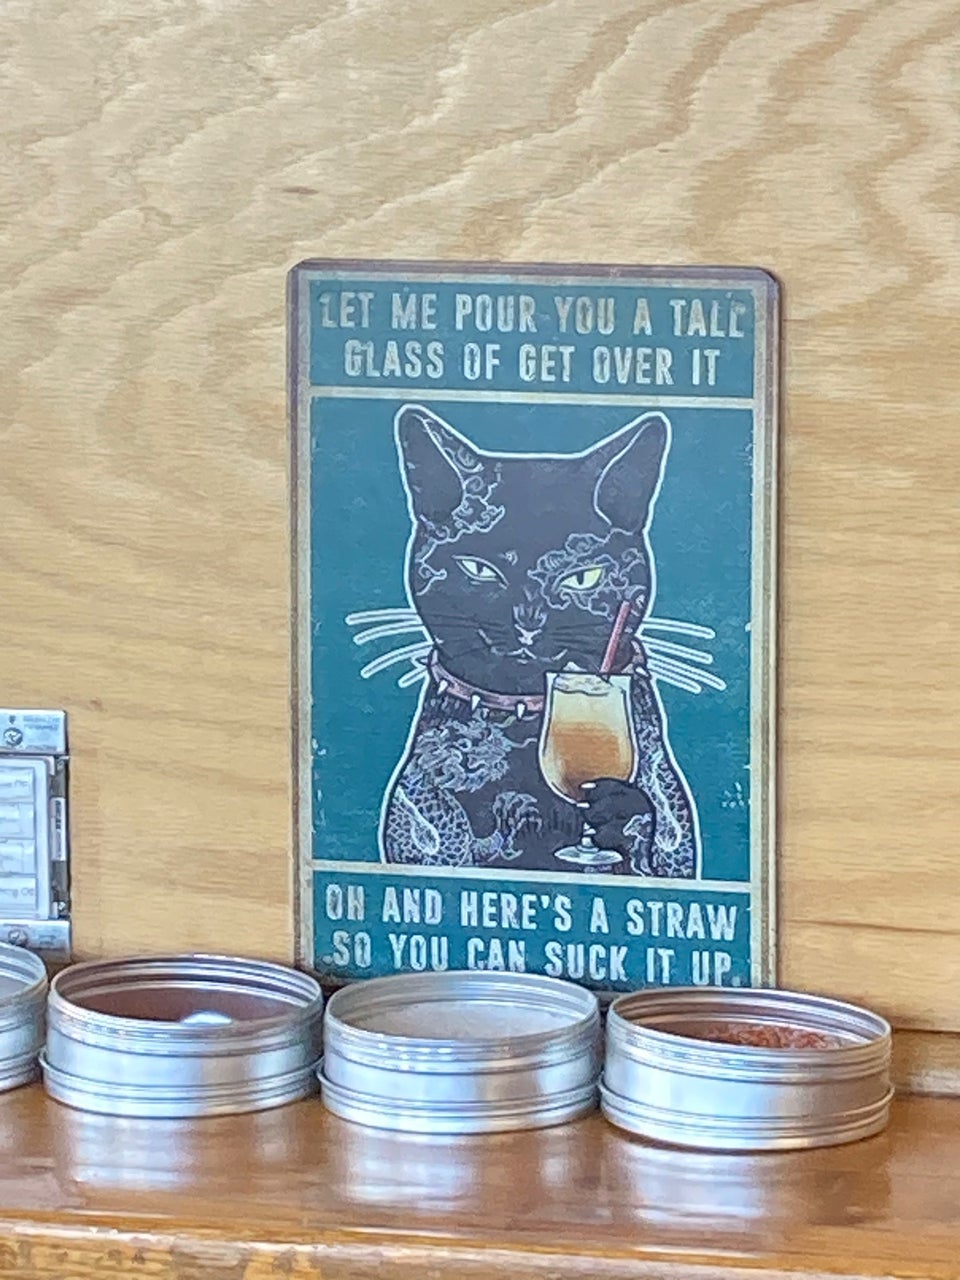 LET ME POUR YOU A TALL
GLASS OF GET OVER IT
OH AND HERE'S A STRAW
SO YOU CAN SUCK IT UP.